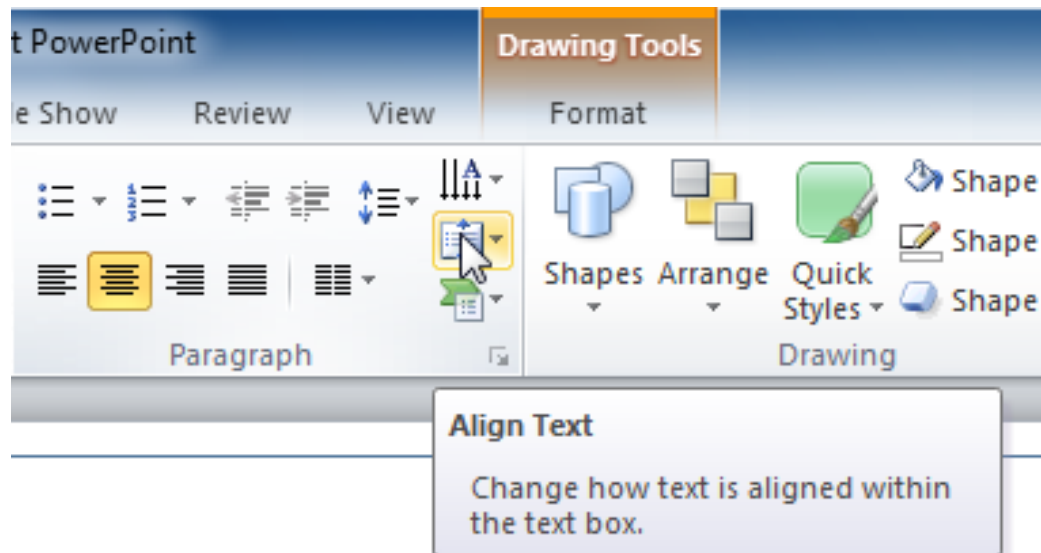 t PowerPoint
Drawing Tools
e Show Review View Format
Shapes Arrange Quick Styles
Shape
Shape
Shape
Paragraph Drawing
Align Text
Change how text is aligned within
the text box.